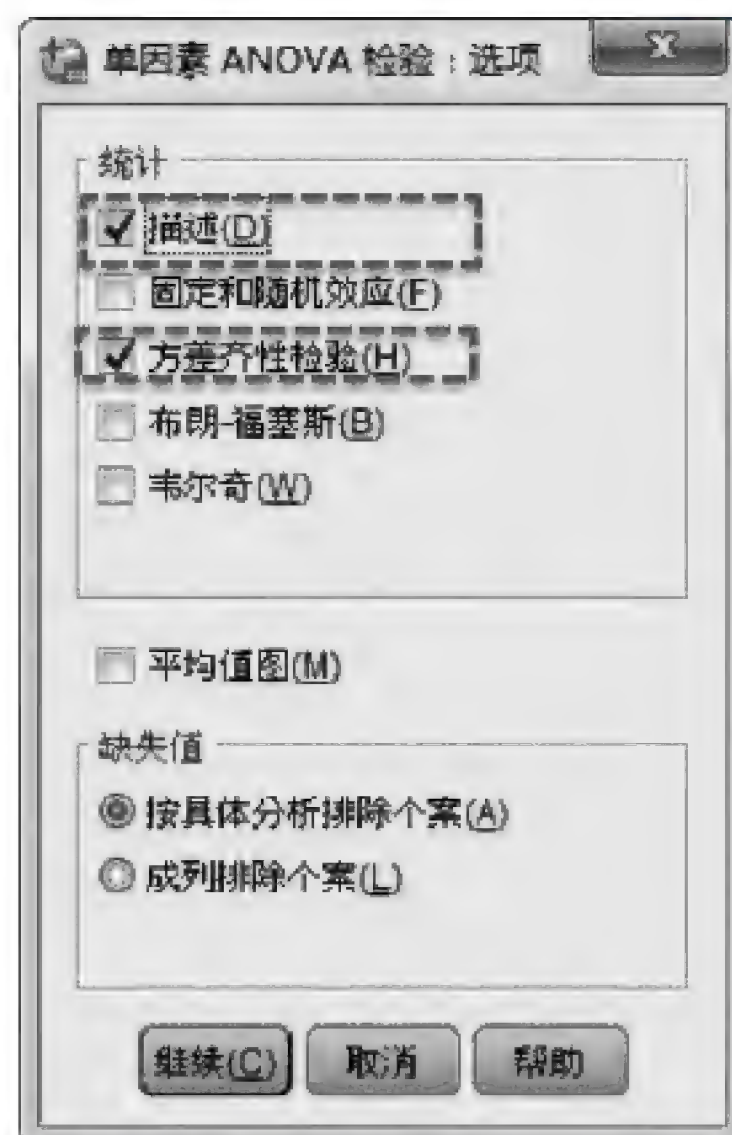 单因素 ANOVA 检验：选项
统计
描述(D)
固定和随机效应(F)
方差齐性检验(H)
布朗-福塞斯(B)
韦尔奇(W)
平均值图(M)
缺失值
按具体分析排除个案(A)
成列排除个案(L)
继续(C) 取消 帮助